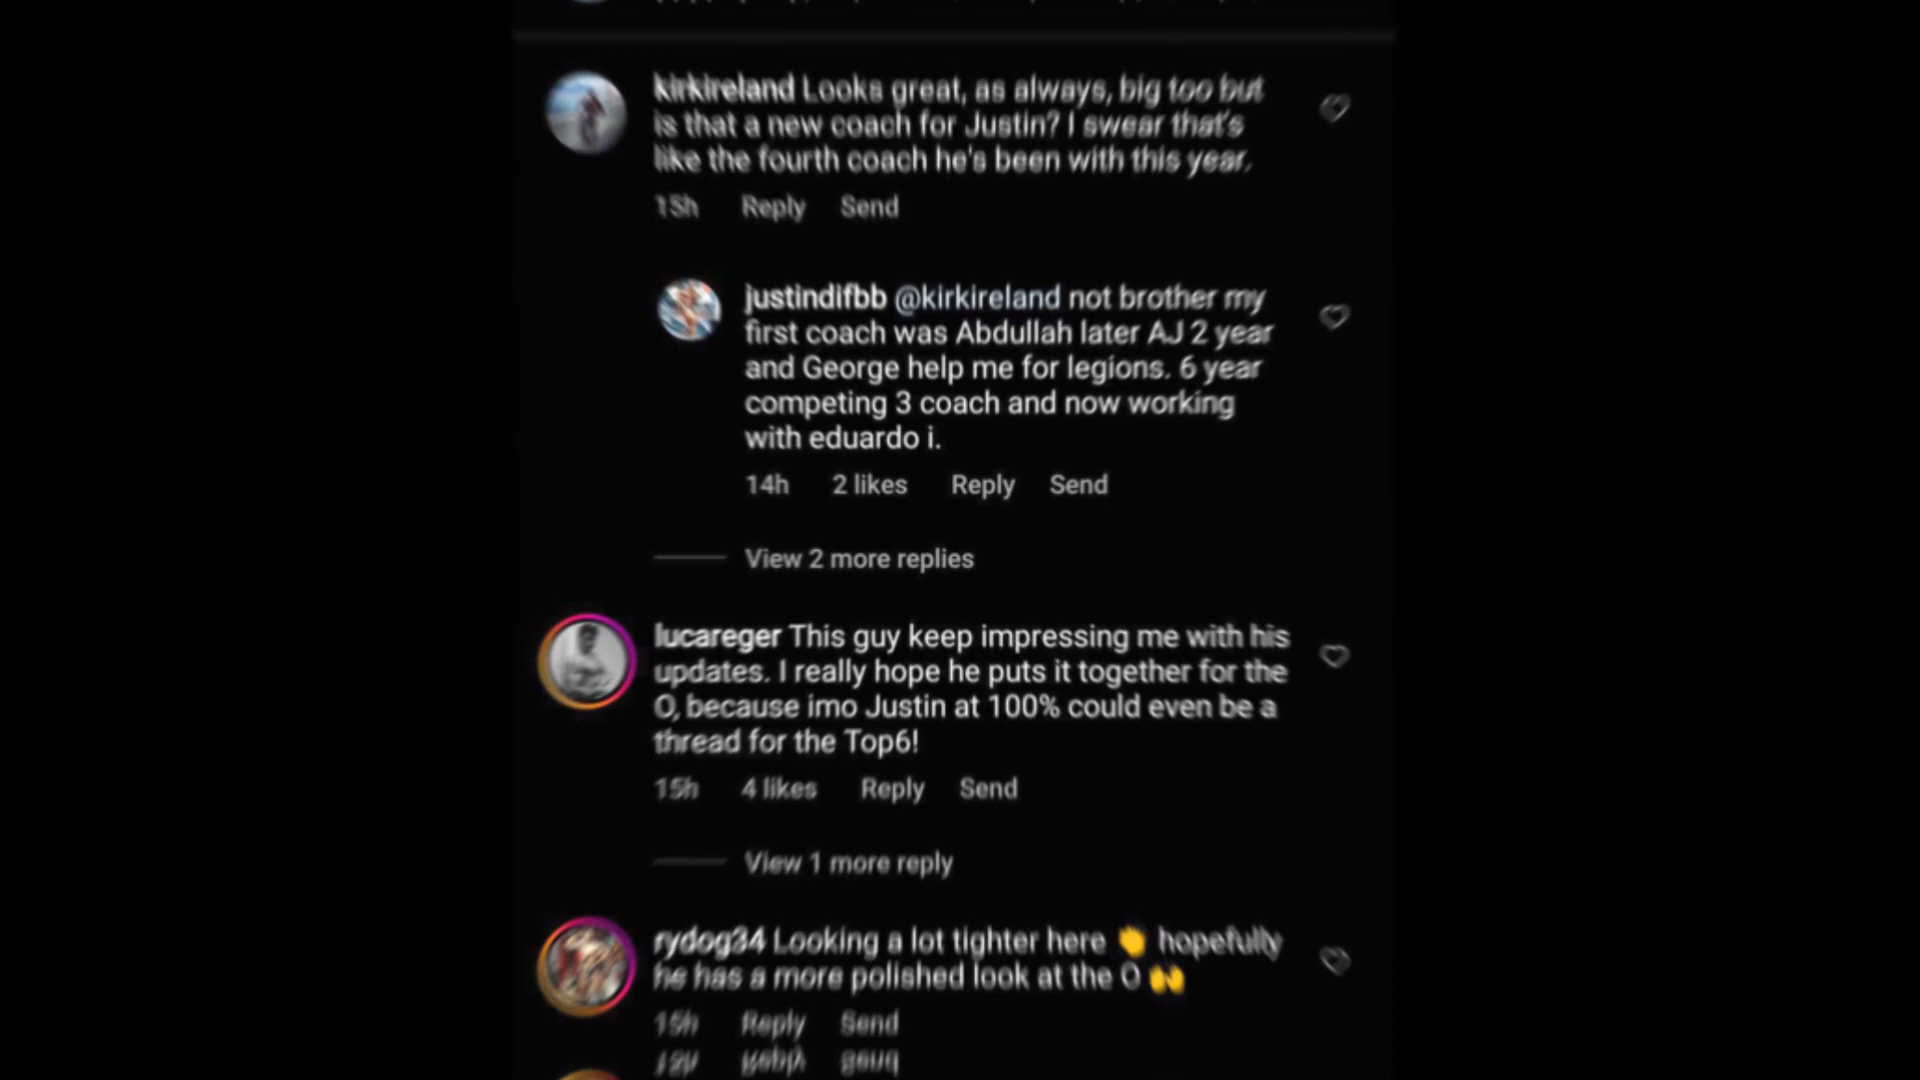 kirkireland Looks great, as always, big too but
is that a new coach for Justin? I swear that's
like the fourth coach he's been with this year.
15h Reply Send
justindifbb @kirkireland not brother my
first coach was Abdullah later AJ 2 year
and George help me for legions. 6 year
competing 3 coach and now working
with eduardo i.
14h 2 likes Reply Send
View 2 more replies
lucareger This guy keep impressing me with his
updates. I really hope he puts it together for the
O, because imo Justin at 100% could even be a
thread for the Top6!
15h 4 likes Reply Send
View 1 more reply
rydog34 Looking a lot tighter here 👏 hopefully
he has a more polished look at the O 🙌
15h Reply Send